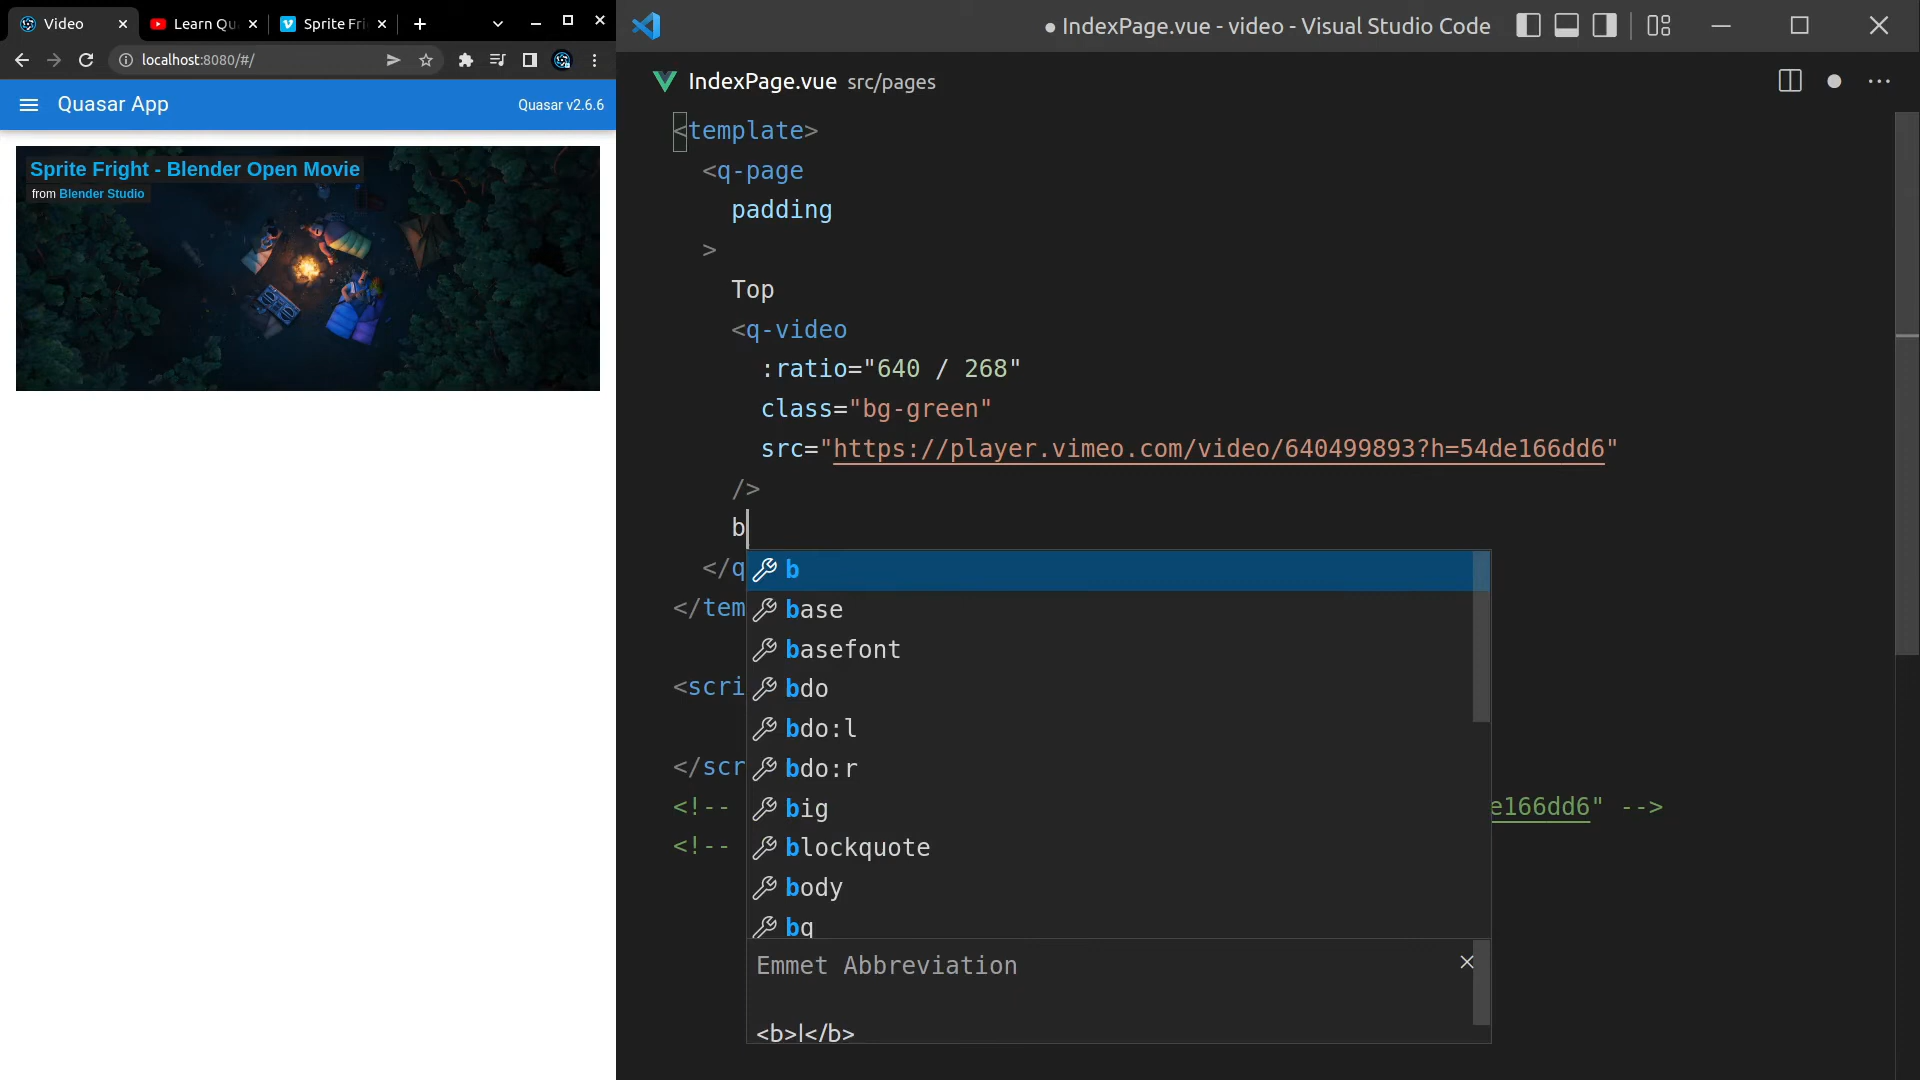 Video
Learn Qu
Sprite Fri
localhost:8080/#/
Quasar App
Quasar v2.6.6
Sprite Fright - Blender Open Movie
from Blender Studio
● IndexPage.vue - video - Visual Studio Code
IndexPage.vue src/pages
<template>
<q-page
padding
>
Top
<q-video
:ratio="640 / 268"
class="bg-green"
src="https://player.vimeo.com/video/640499893?h=54de166dd6"
/>
b
</q
</tem
<scri
</scr
<!-- e166dd6" -->
<!--
b
base
basefont
bdo
bdo:l
bdo:r
big
blockquote
body
bq
Emmet Abbreviation
<b>|</b>